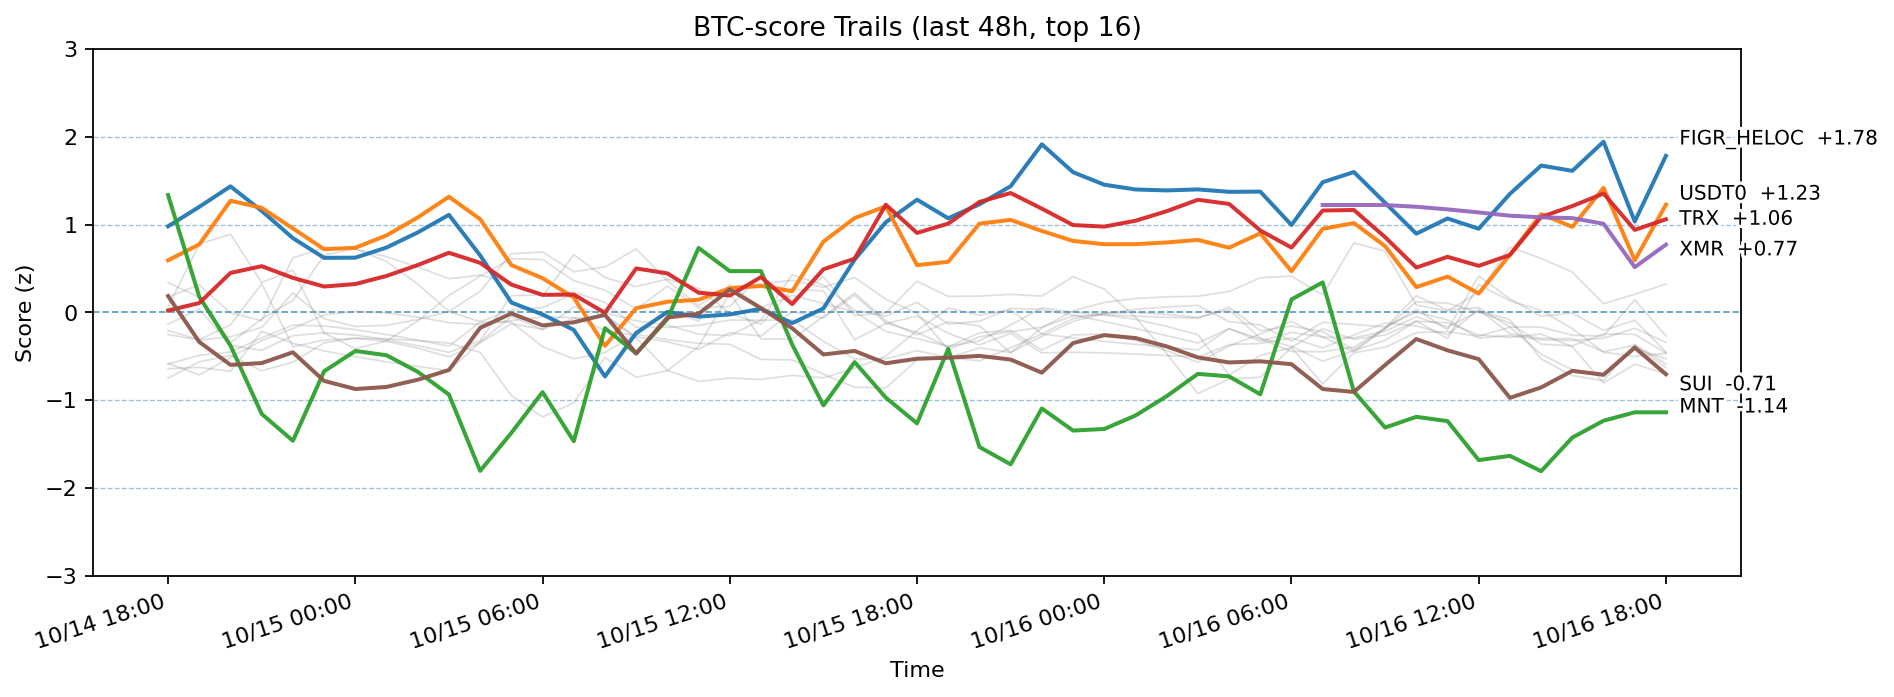 BTC-score Trails (last 48h, top 16)
3
2
1
0
−1
−2
−3
Score (z)
FIGR_HELOC +1.78
USDT0 +1.23
TRX +1.06
XMR +0.77
SUI -0.71
MNT -1.14
10/14 18:00
10/15 00:00
10/15 06:00
10/15 12:00
10/15 18:00
10/16 00:00
10/16 06:00
10/16 12:00
10/16 18:00
Time